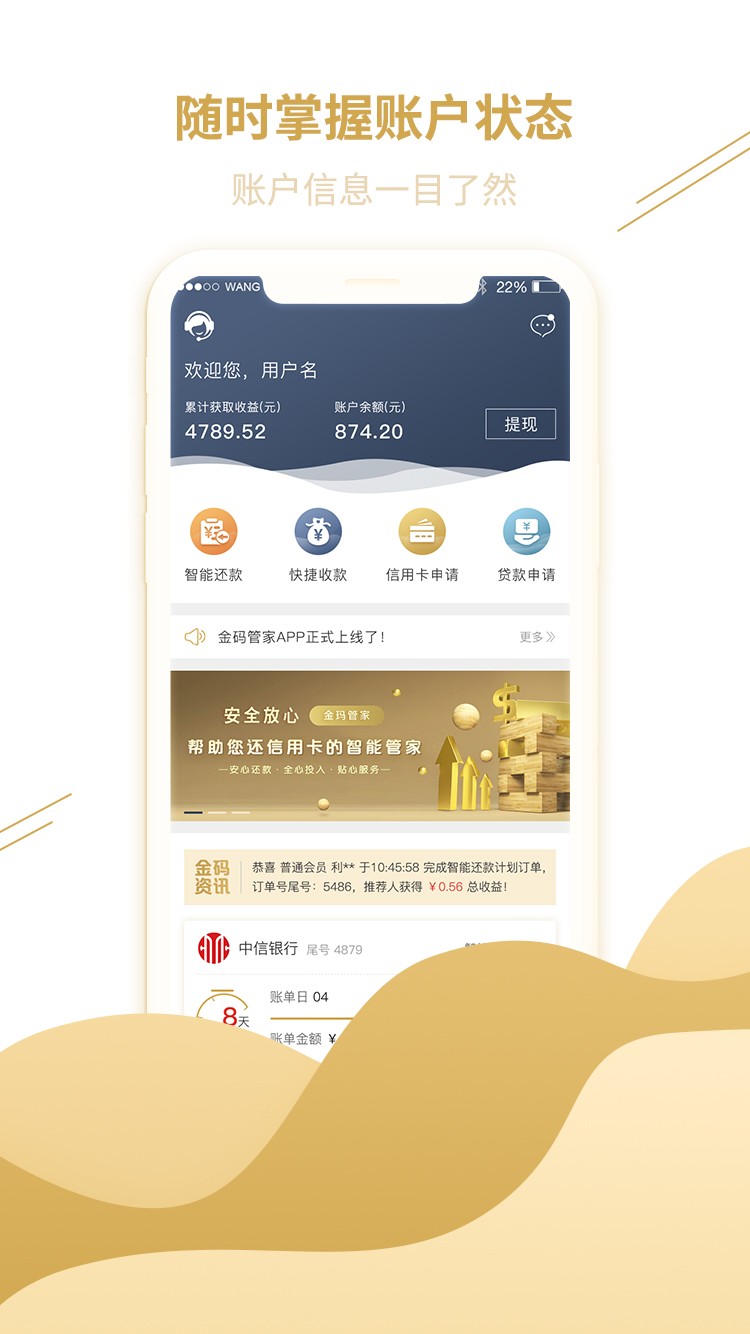 随时掌握账户状态
账户信息一目了然
WANG 22%
欢迎您，用户名
累计获取收益(元) 账户余额(元)
4789.52 874.20 提现
智能还款 快捷收款 信用卡申请 贷款申请
金码管家APP正式上线了！ 更多
安全放心 金玛管家
帮助您还信用卡的智能管家
—安心还款 · 全心投入 · 贴心服务—
金码资讯
恭喜 普通会员 利** 于10:45:58 完成智能还款计划订单，
订单号尾号：5486，推荐人获得 ¥0.56 总收益！
中信银行 尾号 4879
账单日 04
8天
账单金额 ¥